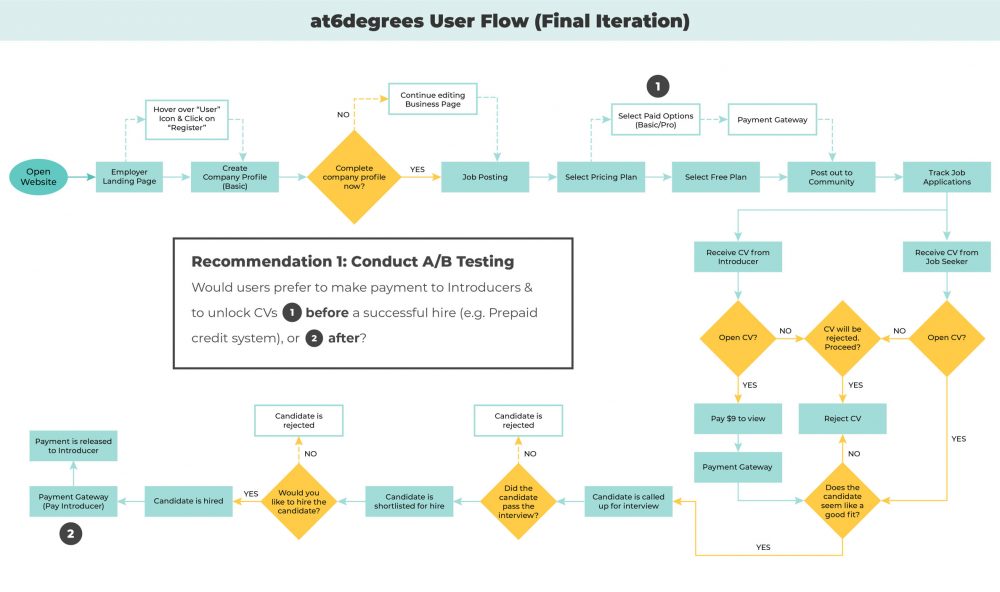 at6degrees User Flow (Final Iteration)
1
Hover over “User”
Icon & Click on
“Register”
NO
Continue editing
Business Page
Select Paid Options
(Basic/Pro)
Payment Gateway
Open
Website
Employer
Landing Page
Create
Company Profile
(Basic)
Complete
company profile
now?
YES
Job Posting
Select Pricing Plan
Select Free Plan
Post out to
Community
Track Job
Applications
Recommendation 1: Conduct A/B Testing
Would users prefer to make payment to Introducers &
to unlock CVs 1 before a successful hire (e.g. Prepaid
credit system), or 2 after?
Receive CV from
Introducer
Receive CV from
Job Seeker
Open CV?
NO
CV will be
rejected.
Proceed?
NO
Open CV?
YES
YES
Pay $9 to view
Reject CV
YES
Payment Gateway
NO
Does the
candidate
seem like a
good fit?
YES
Candidate is called
up for interview
Did the
candidate
pass the
interview?
NO
Candidate is
rejected
Candidate is
shortlisted for hire
Would you
like to hire the
candidate?
NO
Candidate is
rejected
YES
Candidate is hired
Payment Gateway
(Pay Introducer)
2
Payment is released
to Introducer